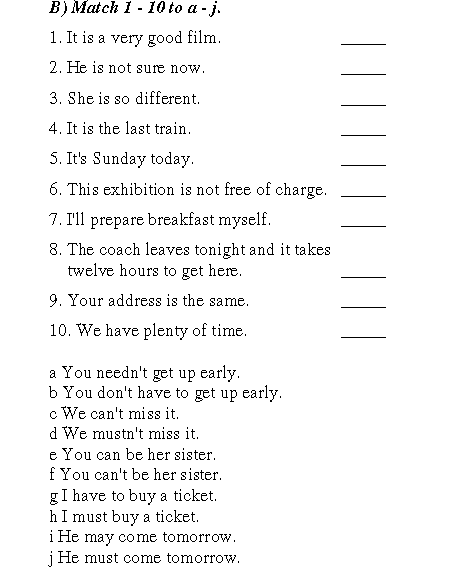 B) Match 1 - 10 to a - j.
1. It is a very good film. _____
2. He is not sure now. _____
3. She is so different. _____
4. It is the last train. _____
5. It's Sunday today. _____
6. This exhibition is not free of charge. _____
7. I'll prepare breakfast myself. _____
8. The coach leaves tonight and it takes
twelve hours to get here. _____
9. Your address is the same. _____
10. We have plenty of time. _____
a You needn't get up early.
b You don't have to get up early.
c We can't miss it.
d We mustn't miss it.
e You can be her sister.
f You can't be her sister.
g I have to buy a ticket.
h I must buy a ticket.
i He may come tomorrow.
j He must come tomorrow.